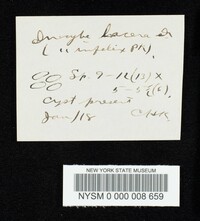 Inocybe lacera Fr
( " infelix Pk),
Sp. 9-12(13) x
5-5½(6),
cyst present
Jan/18
NEW YORK STATE MUSEUM
NYSM 0 000 008 659